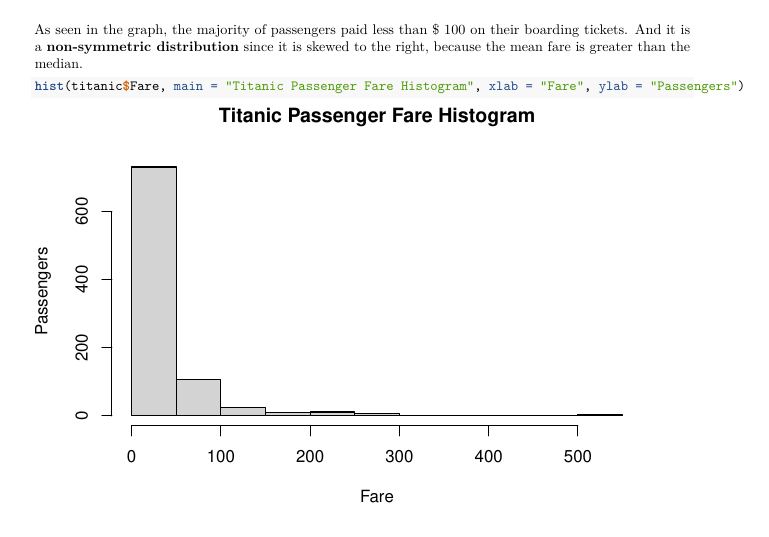 As seen in the graph, the majority of passengers paid less than $ 100 on their boarding tickets. And it is
a non-symmetric distribution since it is skewed to the right, because the mean fare is greater than the
median.
hist(titanic$Fare, main = "Titanic Passenger Fare Histogram", xlab = "Fare", ylab = "Passengers")
Titanic Passenger Fare Histogram
Passengers
600
400
200
0
0 100 200 300 400 500
Fare